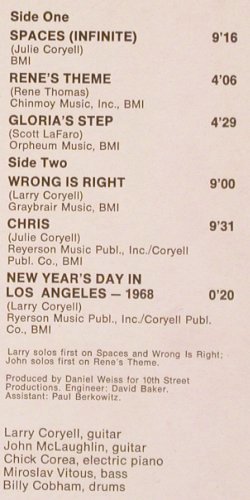 Side One
SPACES (INFINITE) 9'16
(Julie Coryell)
BMI
RENE'S THEME 4'06
(Rene Thomas)
Chinmoy Music, Inc., BMI
GLORIA'S STEP 4'29
(Scott LaFaro)
Orpheum Music, BMI
Side Two
WRONG IS RIGHT 9'00
(Larry Coryell)
Graybrair Music, BMI
CHRIS 9'31
(Julie Coryell)
Reyerson Music Publ., Inc./Coryell
Publ. Co., BMI
NEW YEAR'S DAY IN
LOS ANGELES — 1968 0'20
(Larry Coryell)
Ryerson Music Publ., Inc./Coryell Publ.
Co., BMI
Larry solos first on Spaces and Wrong Is Right;
John solos first on Rene's Theme.
Produced by Daniel Weiss for 10th Street
Productions. Engineer: David Baker.
Assistant: Paul Berkowitz.
Larry Coryell, guitar
John McLaughlin, guitar
Chick Corea, electric piano
Miroslav Vitous, bass
Billy Cobham, drums